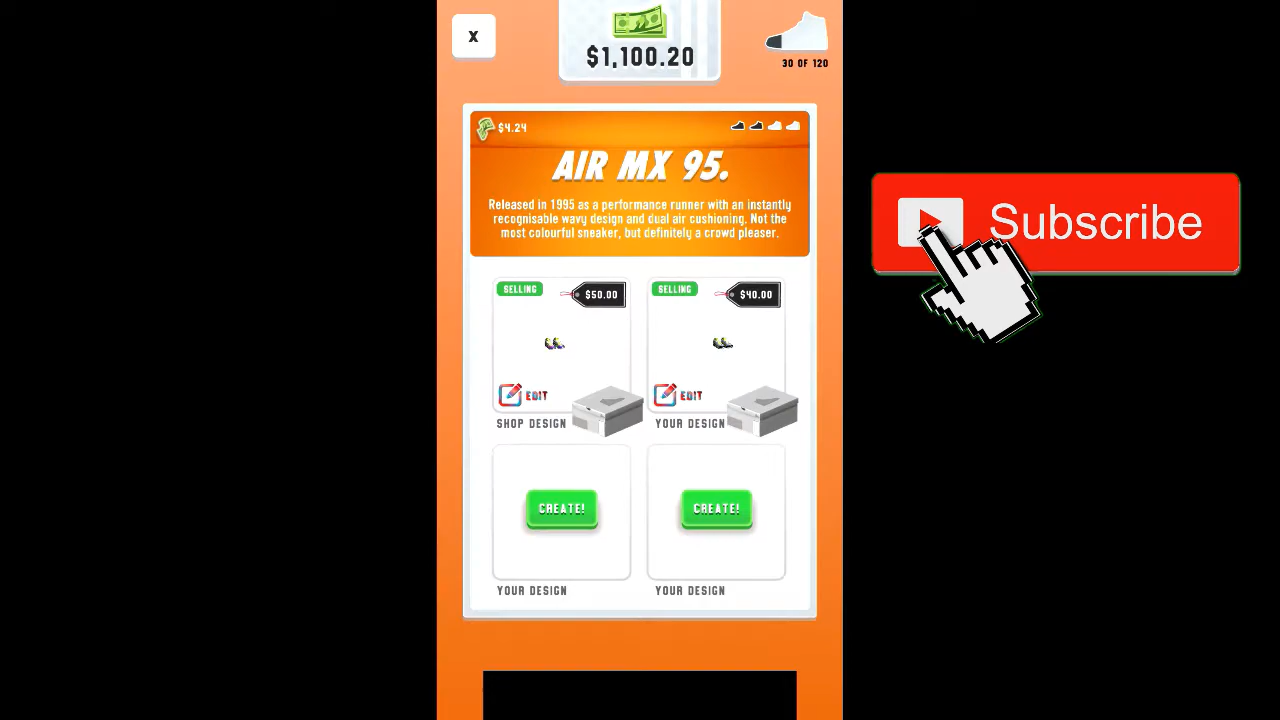 X
$1,100.20
30 OF 120
$4.24
AIR MX 95.
Released in 1995 as a performance runner with an instantly
recognisable wavy design and dual air cushioning. Not the
most colourful sneaker, but definitely a crowd pleaser.
SELLING
$50.00
SELLING
$40.00
EDIT
EDIT
SHOP DESIGN
YOUR DESIGN
CREATE!
CREATE!
YOUR DESIGN
YOUR DESIGN
Subscribe